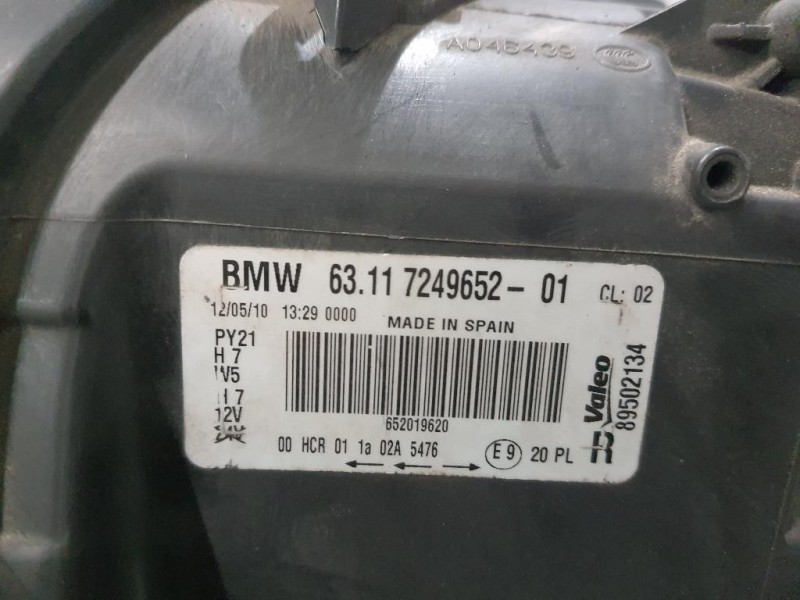 A046439
BMW 63.11 7249652-01 CL: 02
12/05/10 13:29 0000 MADE IN SPAIN
PY21
H7
W5
H7
12V
24V
652019620
00 HCR 01 1a 02A 5476
E9 20 PL
R Valeo
89502134